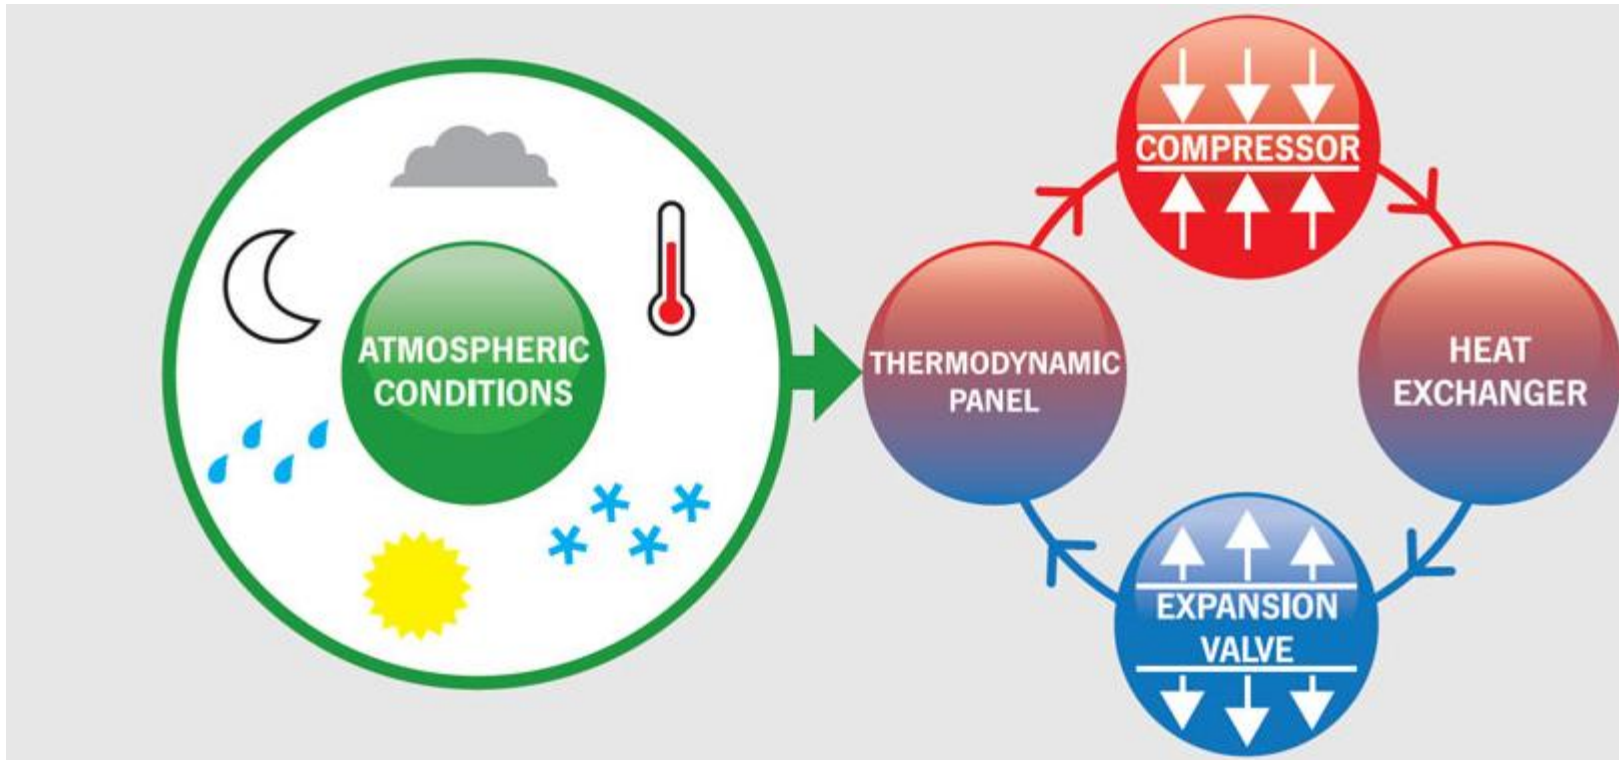 ATMOSPHERIC
CONDITIONS
THERMODYNAMIC
PANEL
COMPRESSOR
HEAT
EXCHANGER
EXPANSION
VALVE